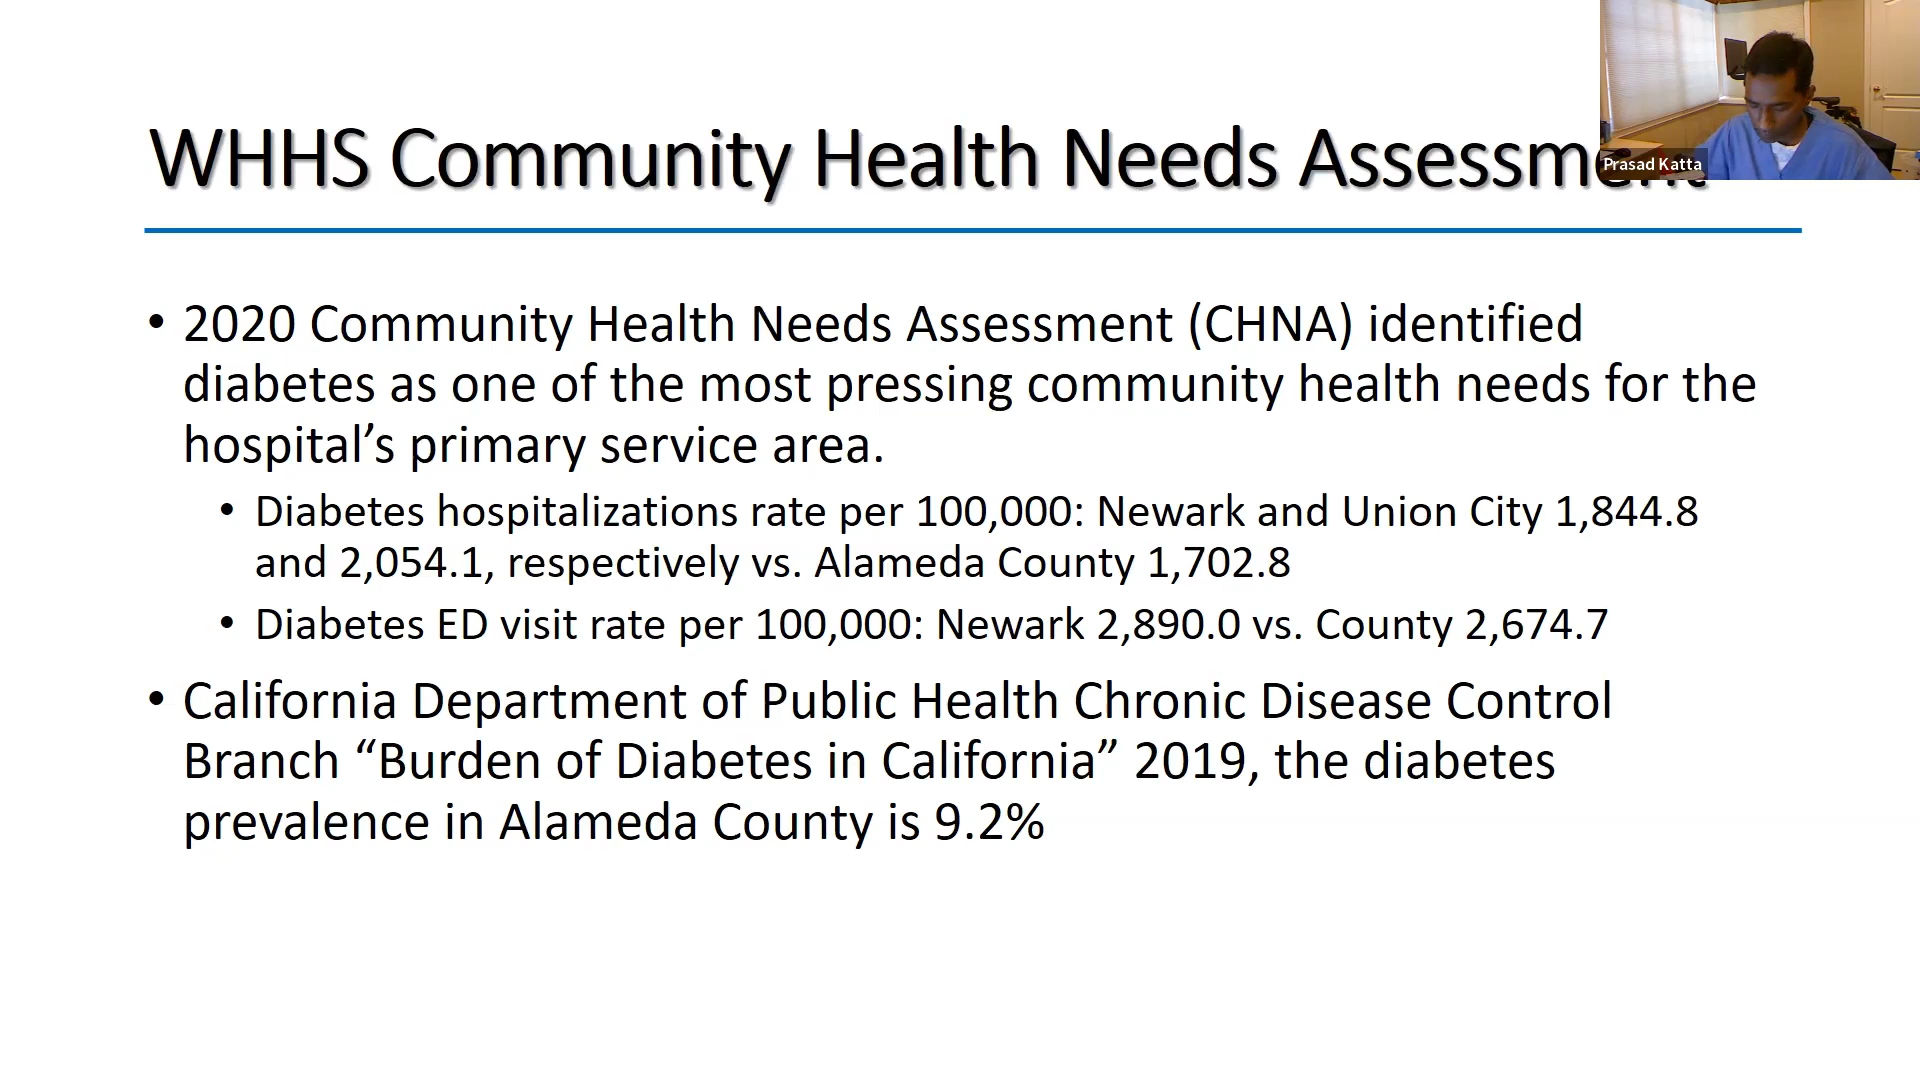 WHHS Community Health Needs Assessment
Prasad Katta
• 2020 Community Health Needs Assessment (CHNA) identified
diabetes as one of the most pressing community health needs for the
hospital’s primary service area.
• Diabetes hospitalizations rate per 100,000: Newark and Union City 1,844.8
and 2,054.1, respectively vs. Alameda County 1,702.8
• Diabetes ED visit rate per 100,000: Newark 2,890.0 vs. County 2,674.7
• California Department of Public Health Chronic Disease Control
Branch “Burden of Diabetes in California” 2019, the diabetes
prevalence in Alameda County is 9.2%